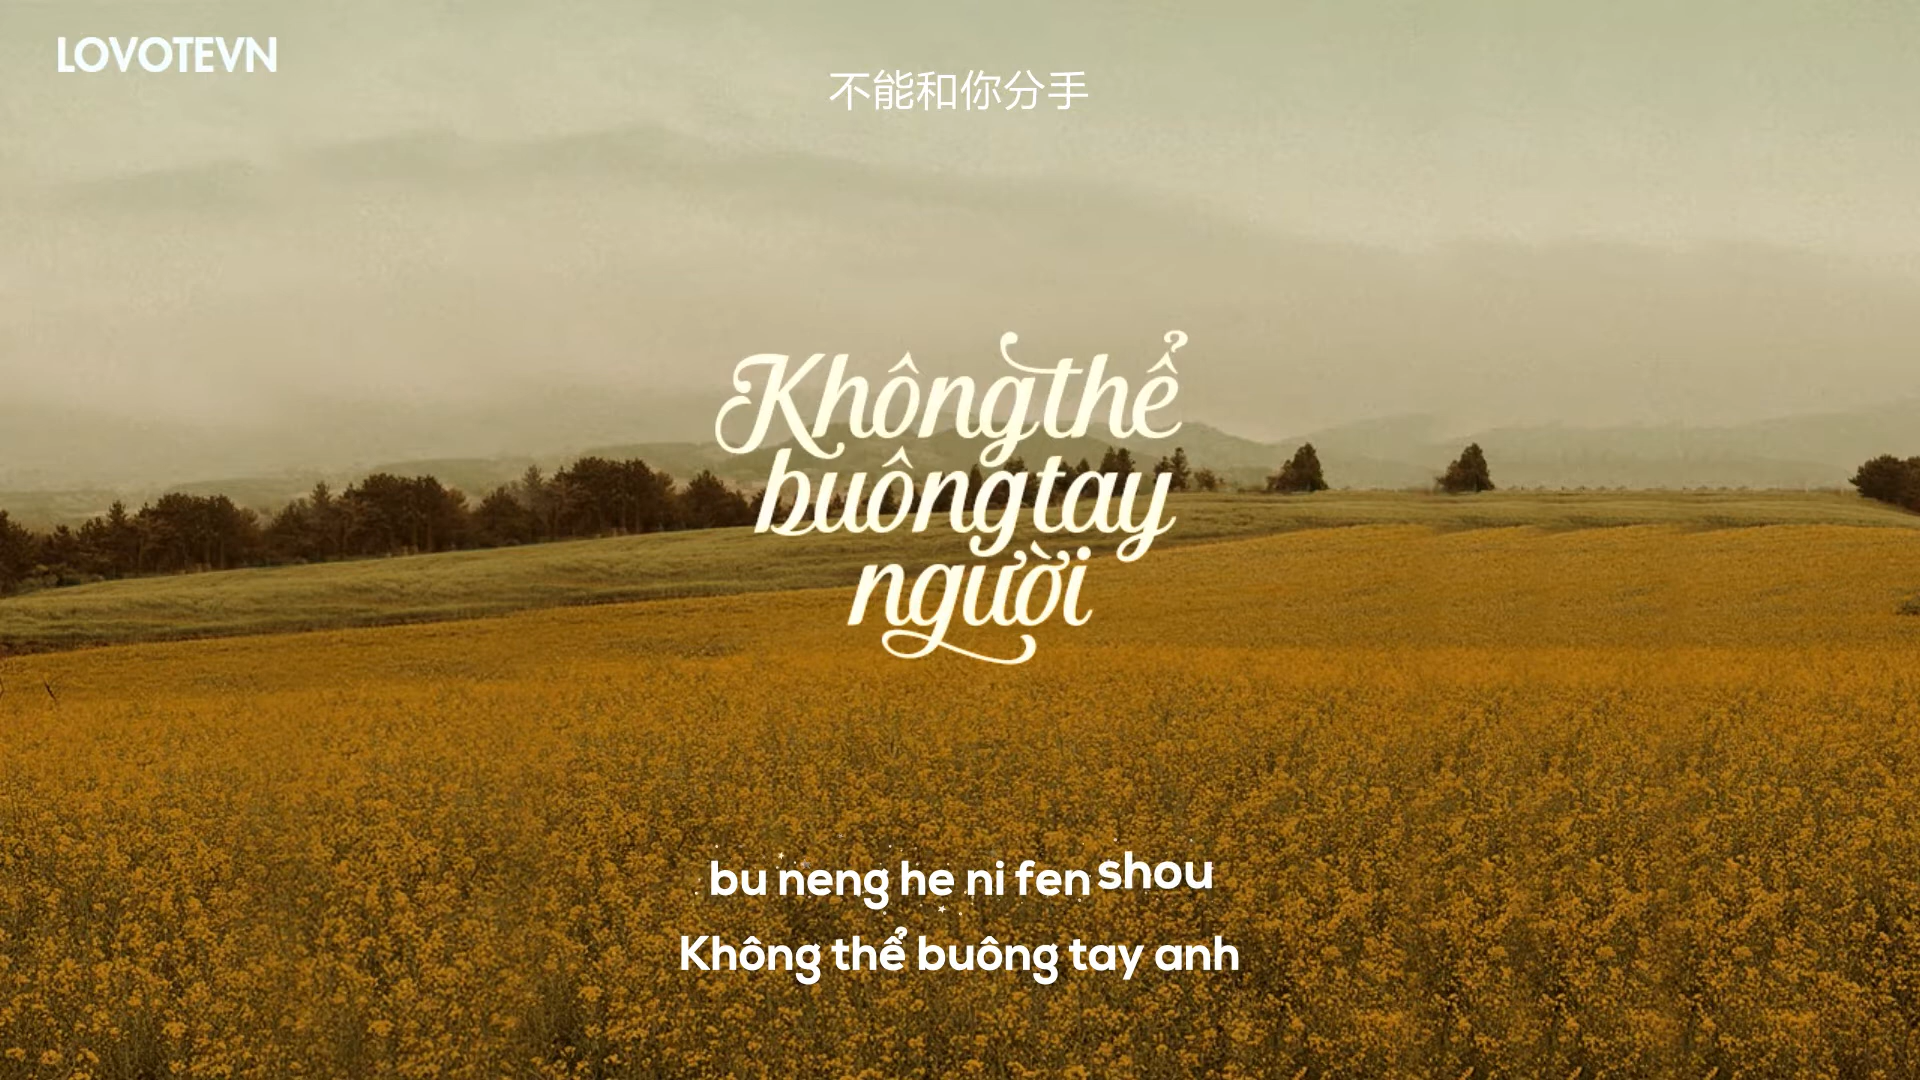 LOVOTEVN
不能和你分手
Không thể
buông tay
người
bu neng he ni fen shou
Không thể buông tay anh